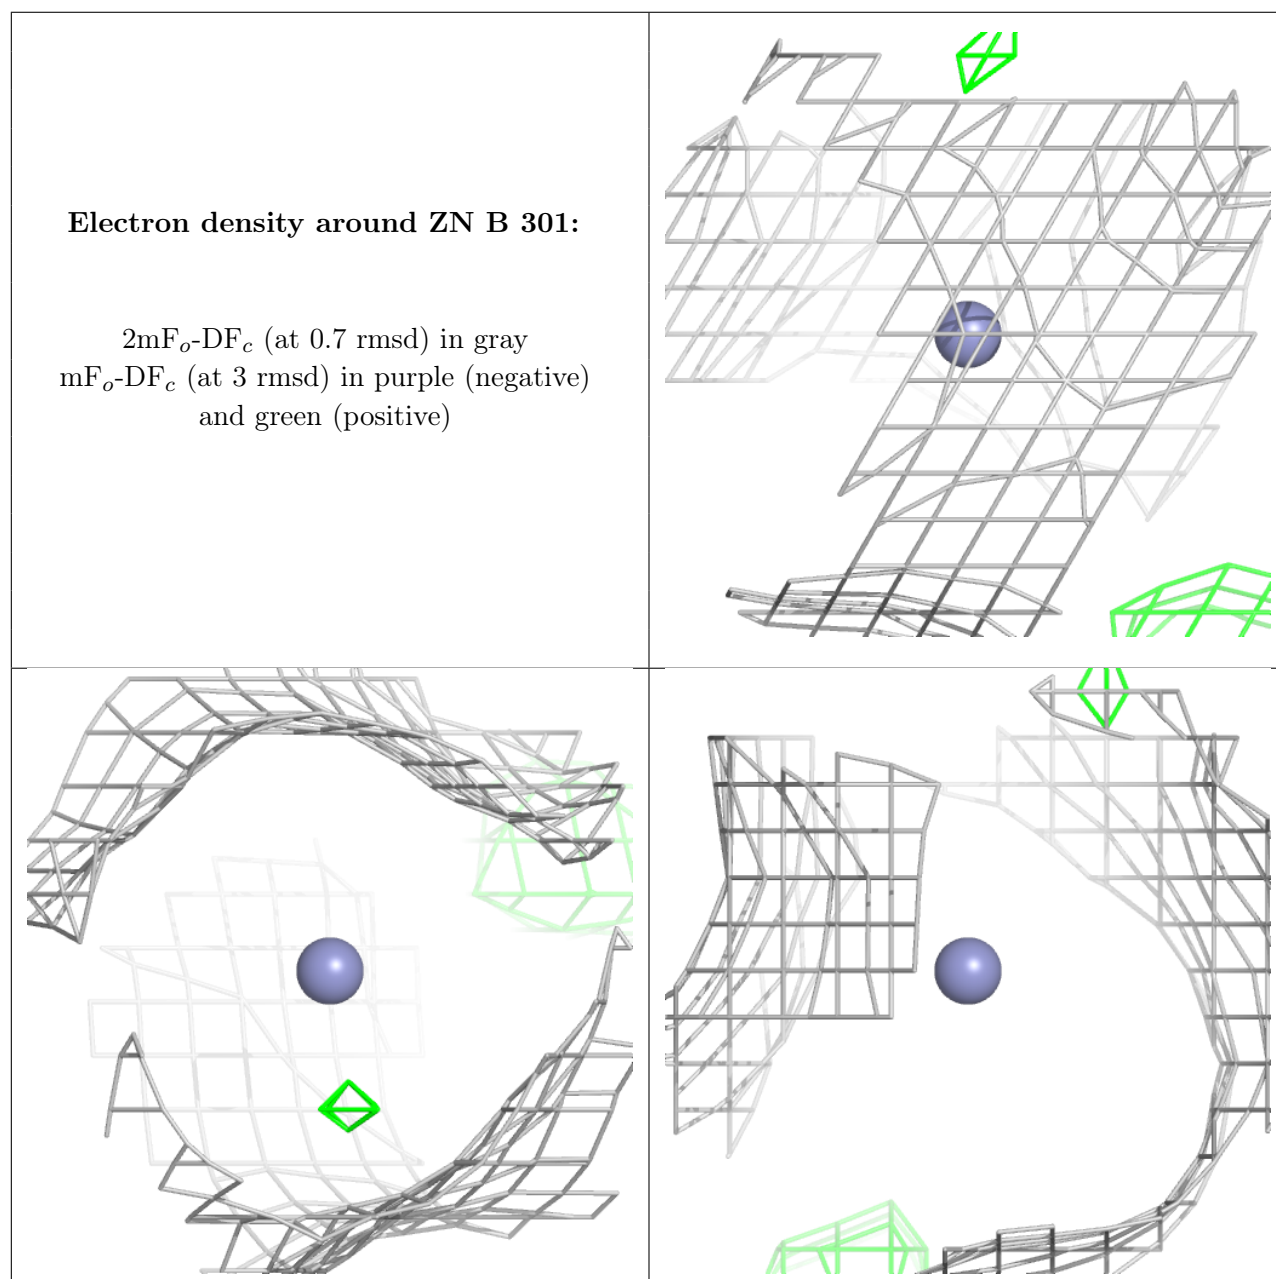 Electron density around ZN B 301:
2mFo-DFc (at 0.7 rmsd) in gray
mFo-DFc (at 3 rmsd) in purple (negative)
and green (positive)